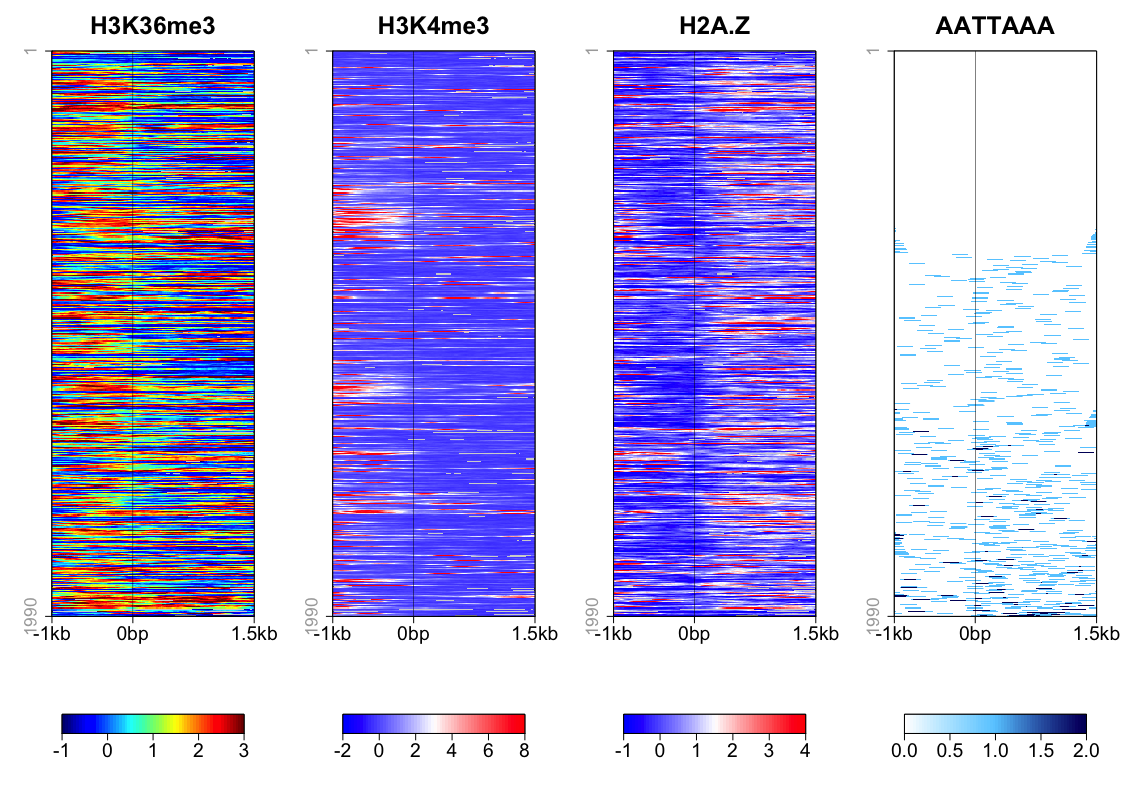 H3K36me3 H3K4me3 H2A.Z AATTAAA
1 1 1 1
1990 1990 1990 1990
-1kb 0bp 1.5kb -1kb 0bp 1.5kb -1kb 0bp 1.5kb -1kb 0bp 1.5kb
-1 0 1 2 3 -2 0 2 4 6 8 -1 0 1 2 3 4 0.0 0.5 1.0 1.5 2.0